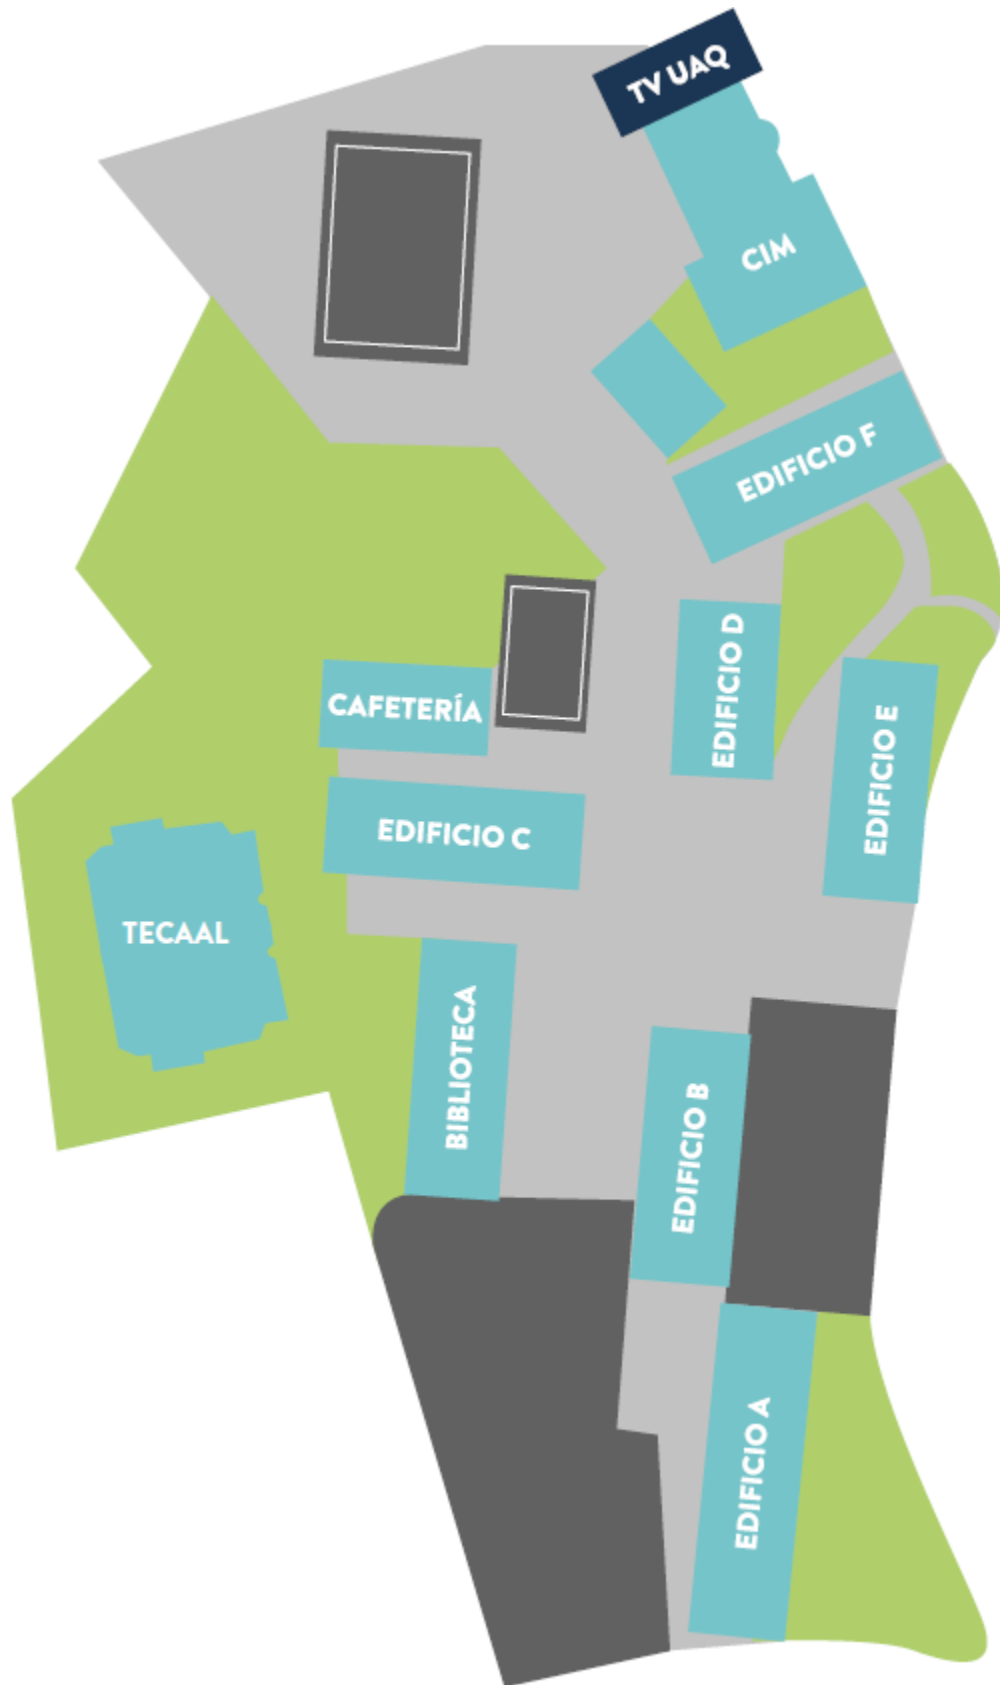 TV UAQ
CIM
EDIFICIO F
EDIFICIO D
CAFETERÍA
EDIFICIO E
EDIFICIO C
TECAAL
BIBLIOTECA
EDIFICIO B
EDIFICIO A